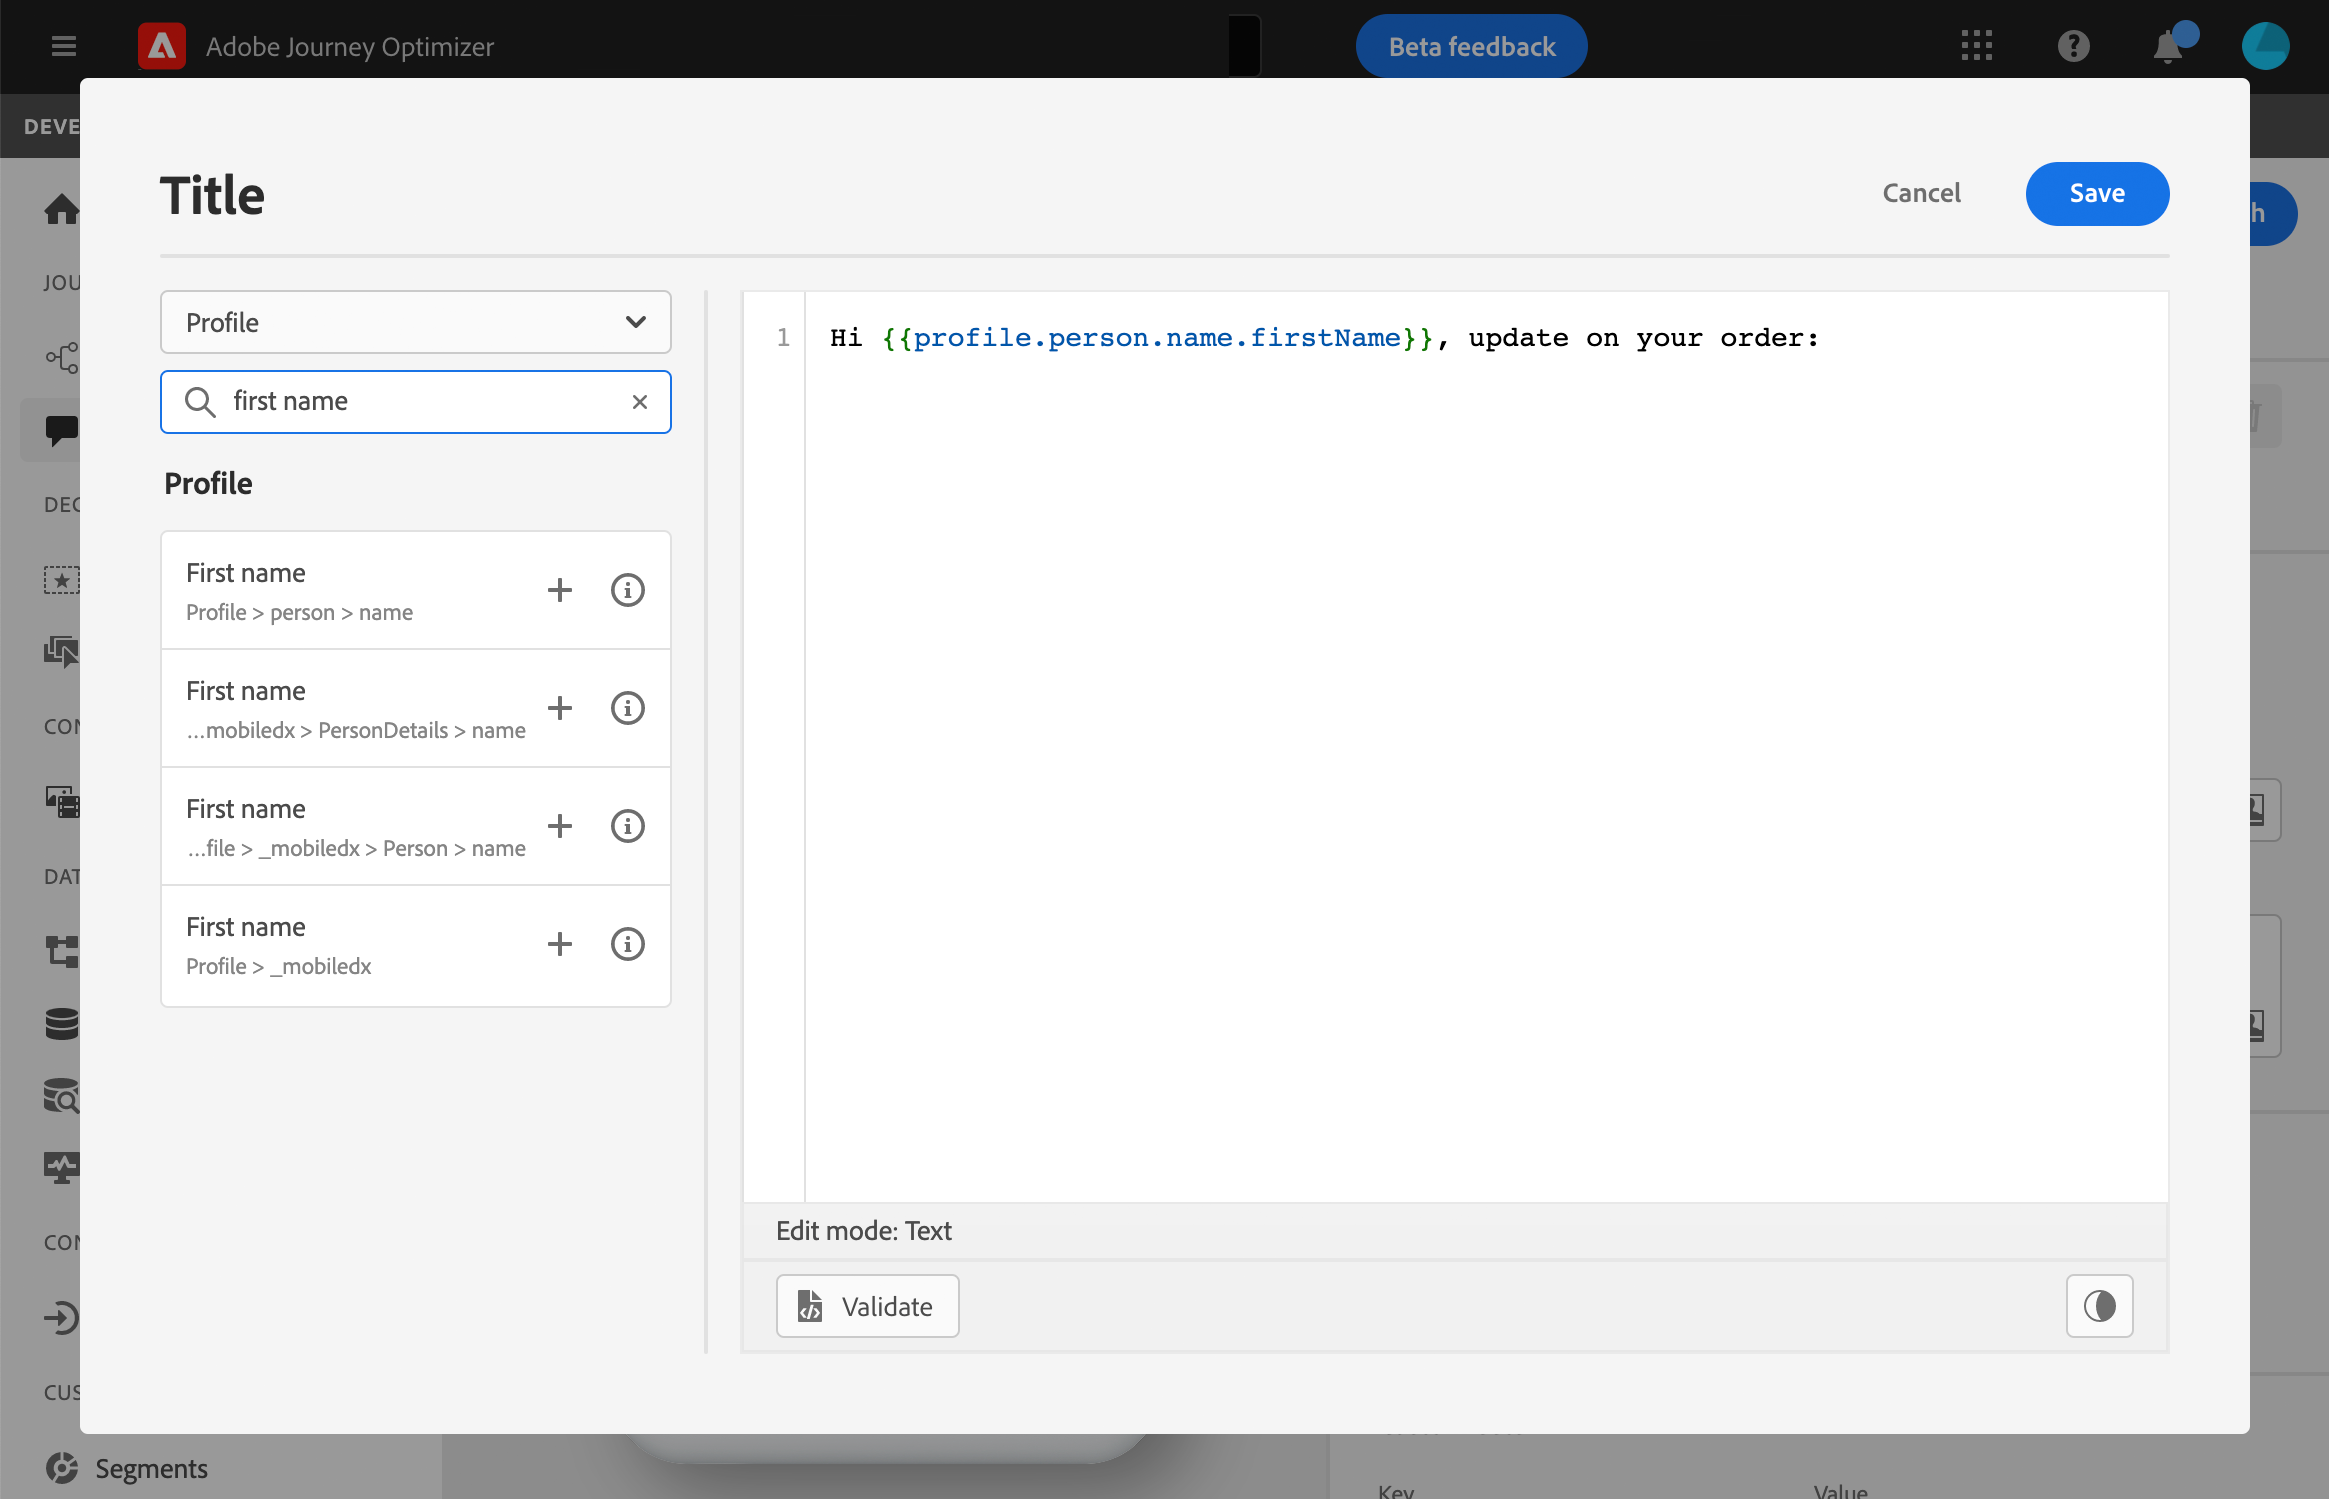 Adobe Journey Optimizer
Beta feedback
DEVE
Title
Cancel
Save
h
JOU
Profile
first name
1
Hi {{profile.person.name.firstName}}, update on your order:
Profile
DEC
First name
Profile > person > name
First name
...mobiledx > PersonDetails > name
CON
First name
...file > _mobiledx > Person > name
DAT
First name
Profile > _mobiledx
CON
Edit mode: Text
Validate
CUS
Segments
Key
Value